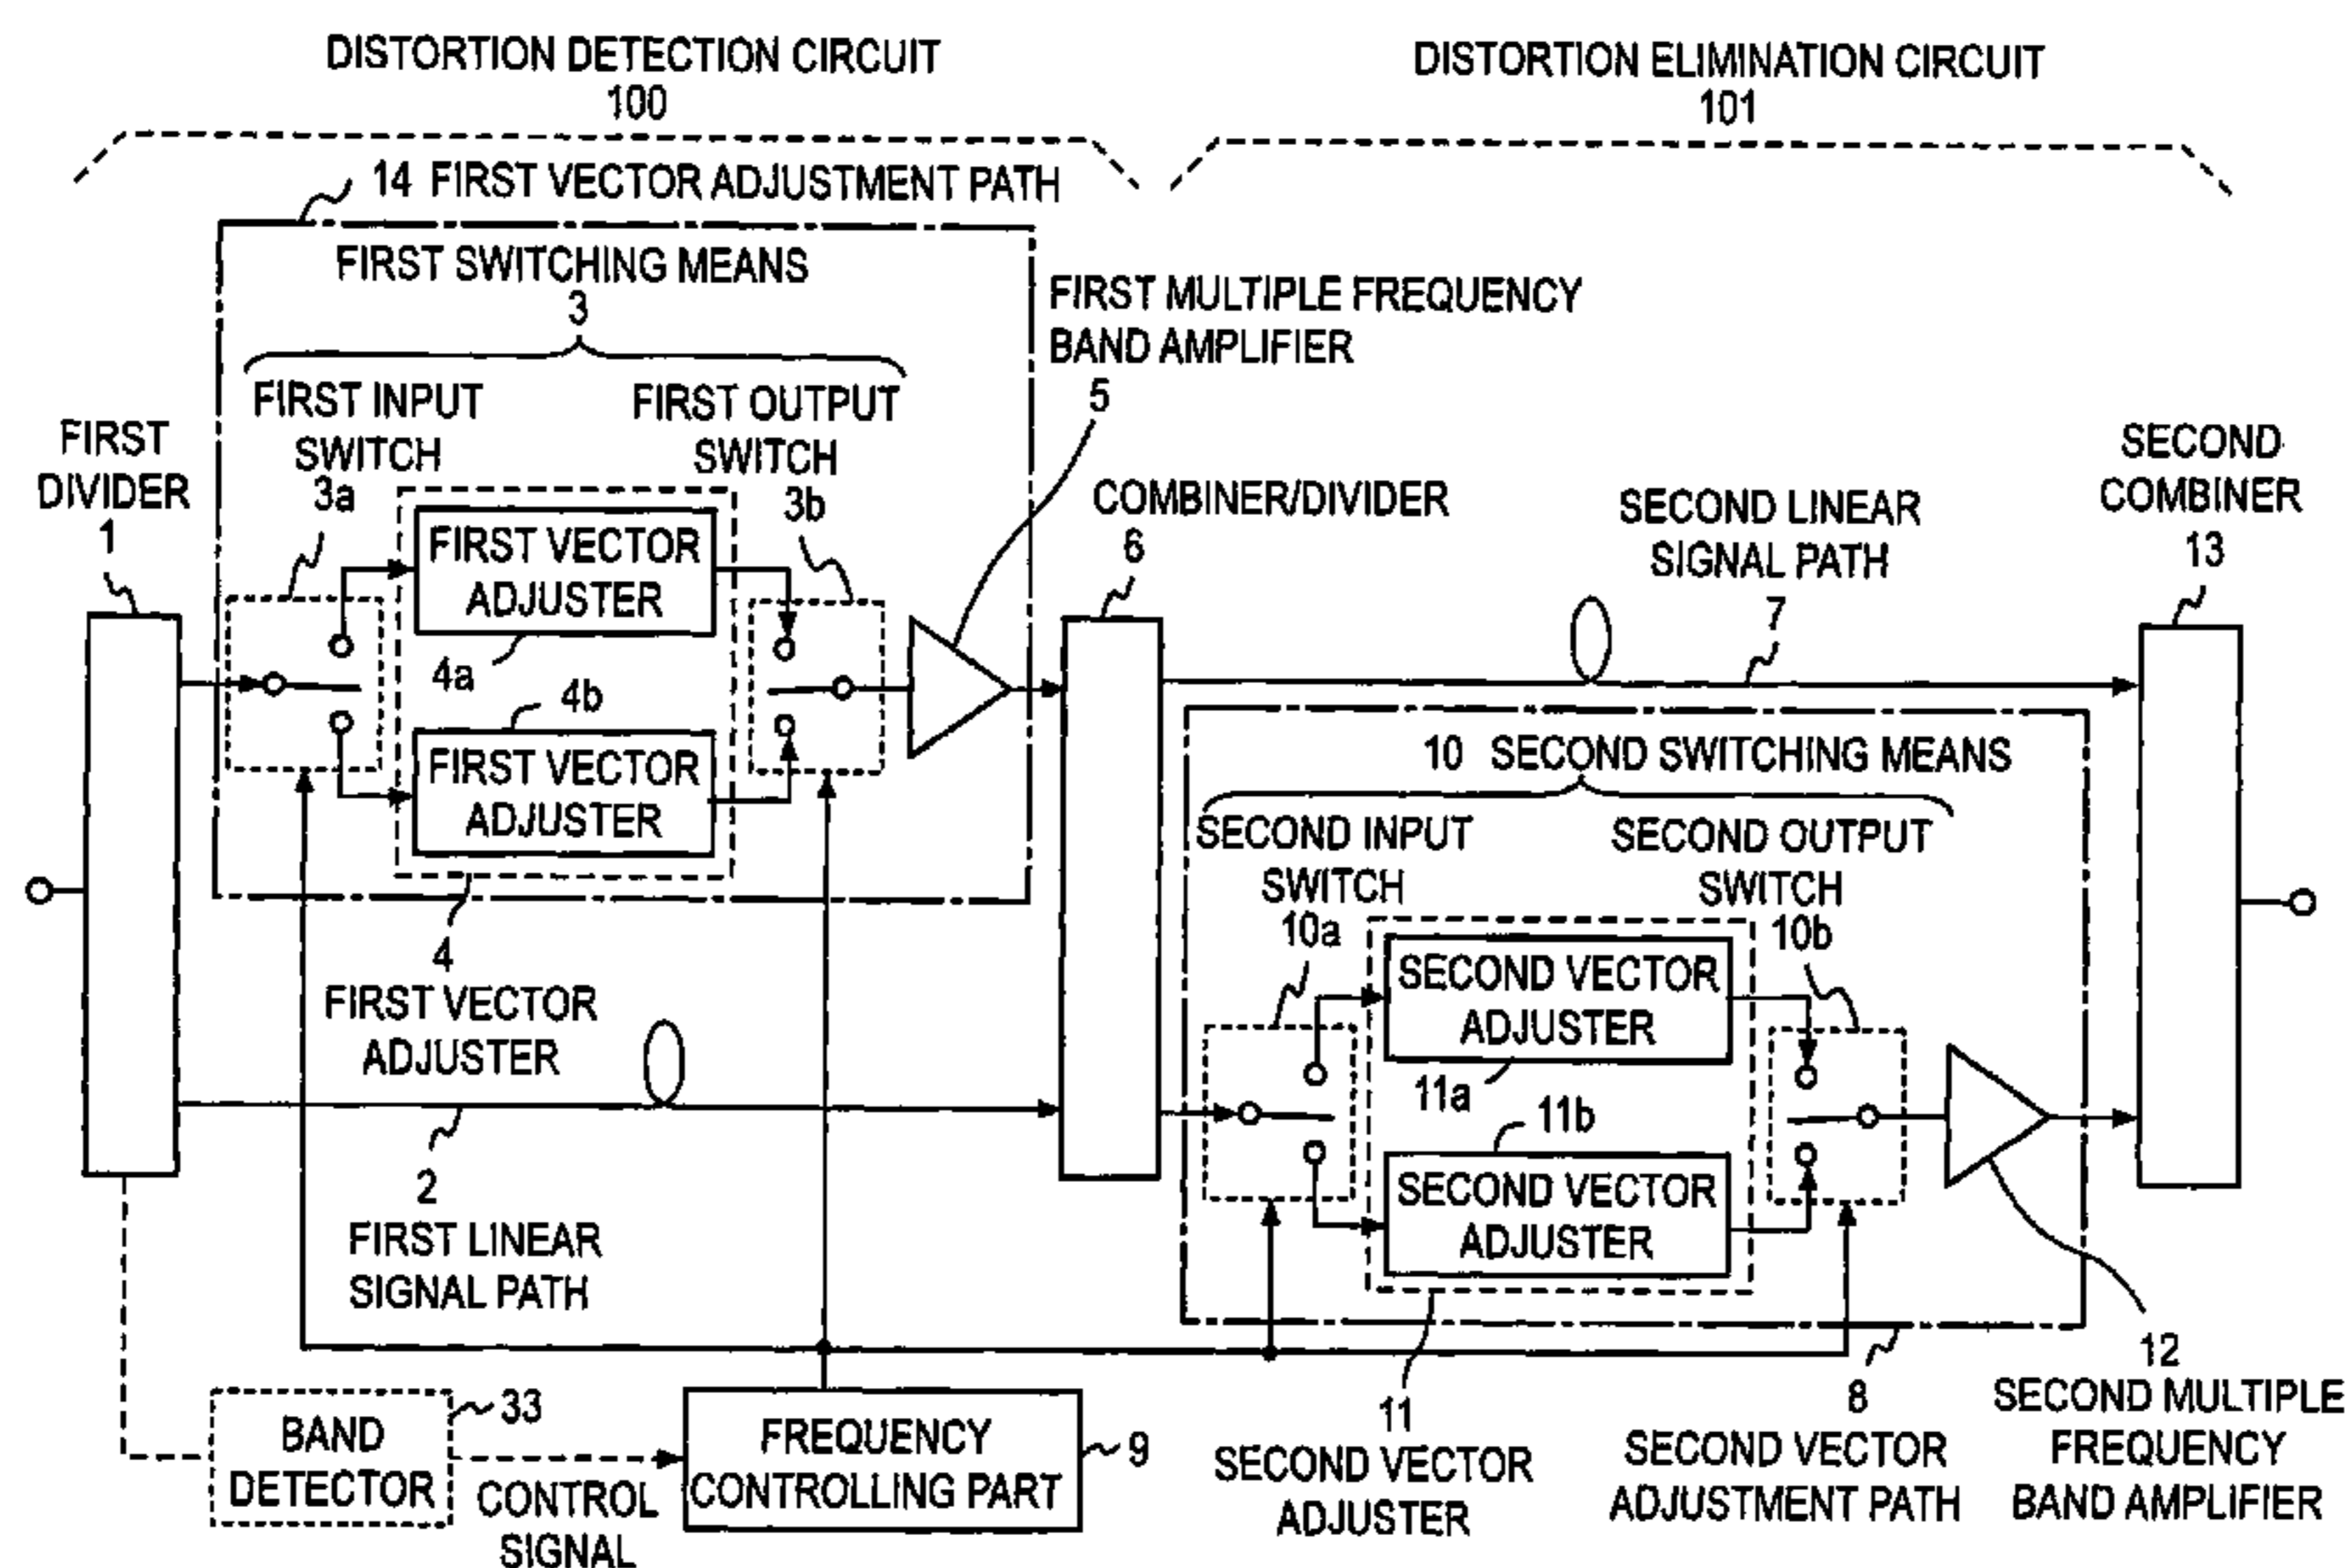 DISTORTION DETECTION CIRCUIT
100
DISTORTION ELIMINATION CIRCUIT
101
14 FIRST VECTOR ADJUSTMENT PATH
FIRST SWITCHING MEANS
3
FIRST INPUT
SWITCH
3a
FIRST OUTPUT
SWITCH
3b
FIRST MULTIPLE FREQUENCY
BAND AMPLIFIER
5
FIRST
DIVIDER
1
FIRST VECTOR
ADJUSTER
4a
4b
FIRST VECTOR
ADJUSTER
4
FIRST VECTOR
ADJUSTER
COMBINER/DIVIDER
6
SECOND LINEAR
SIGNAL PATH
7
SECOND
COMBINER
13
10 SECOND SWITCHING MEANS
SECOND INPUT
SWITCH
10a
SECOND OUTPUT
SWITCH
10b
SECOND VECTOR
ADJUSTER
11a
11b
SECOND VECTOR
ADJUSTER
2
FIRST LINEAR
SIGNAL PATH
BAND
DETECTOR
33
CONTROL
SIGNAL
FREQUENCY
CONTROLLING PART
9
11
SECOND VECTOR
ADJUSTER
8
SECOND VECTOR
ADJUSTMENT PATH
12
SECOND MULTIPLE
FREQUENCY
BAND AMPLIFIER